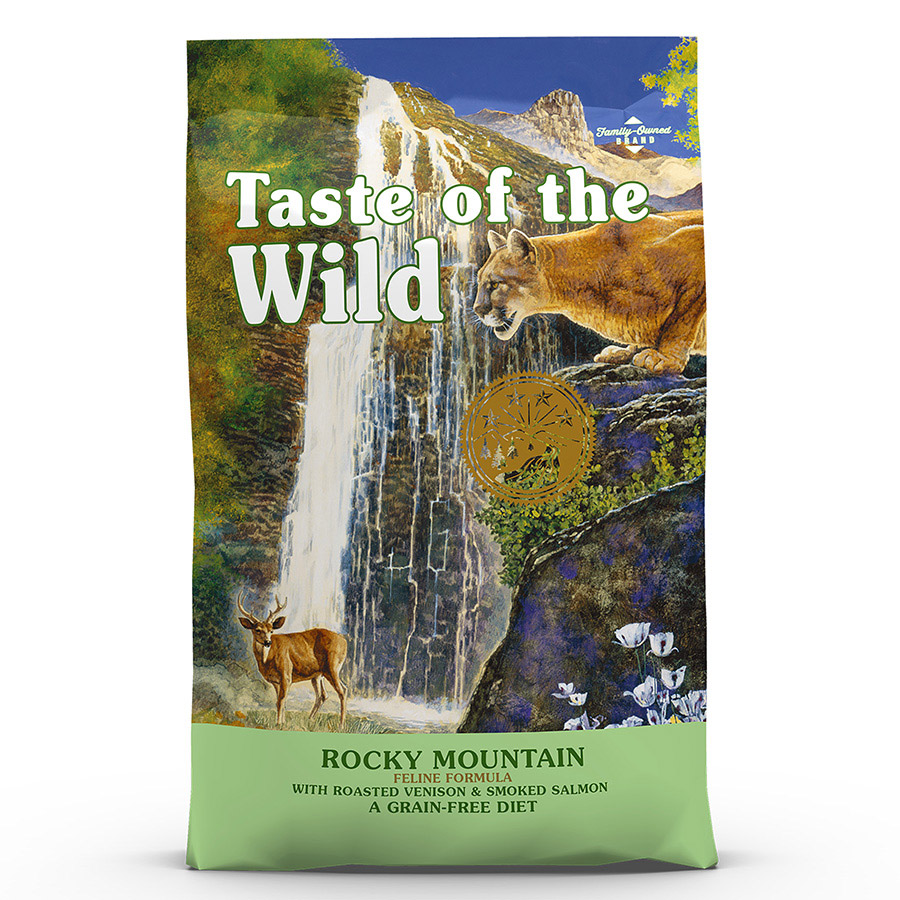 Family-Owned
BRAND
Taste of the
Wild
ROCKY MOUNTAIN
FELINE FORMULA
WITH ROASTED VENISON & SMOKED SALMON
A GRAIN-FREE DIET